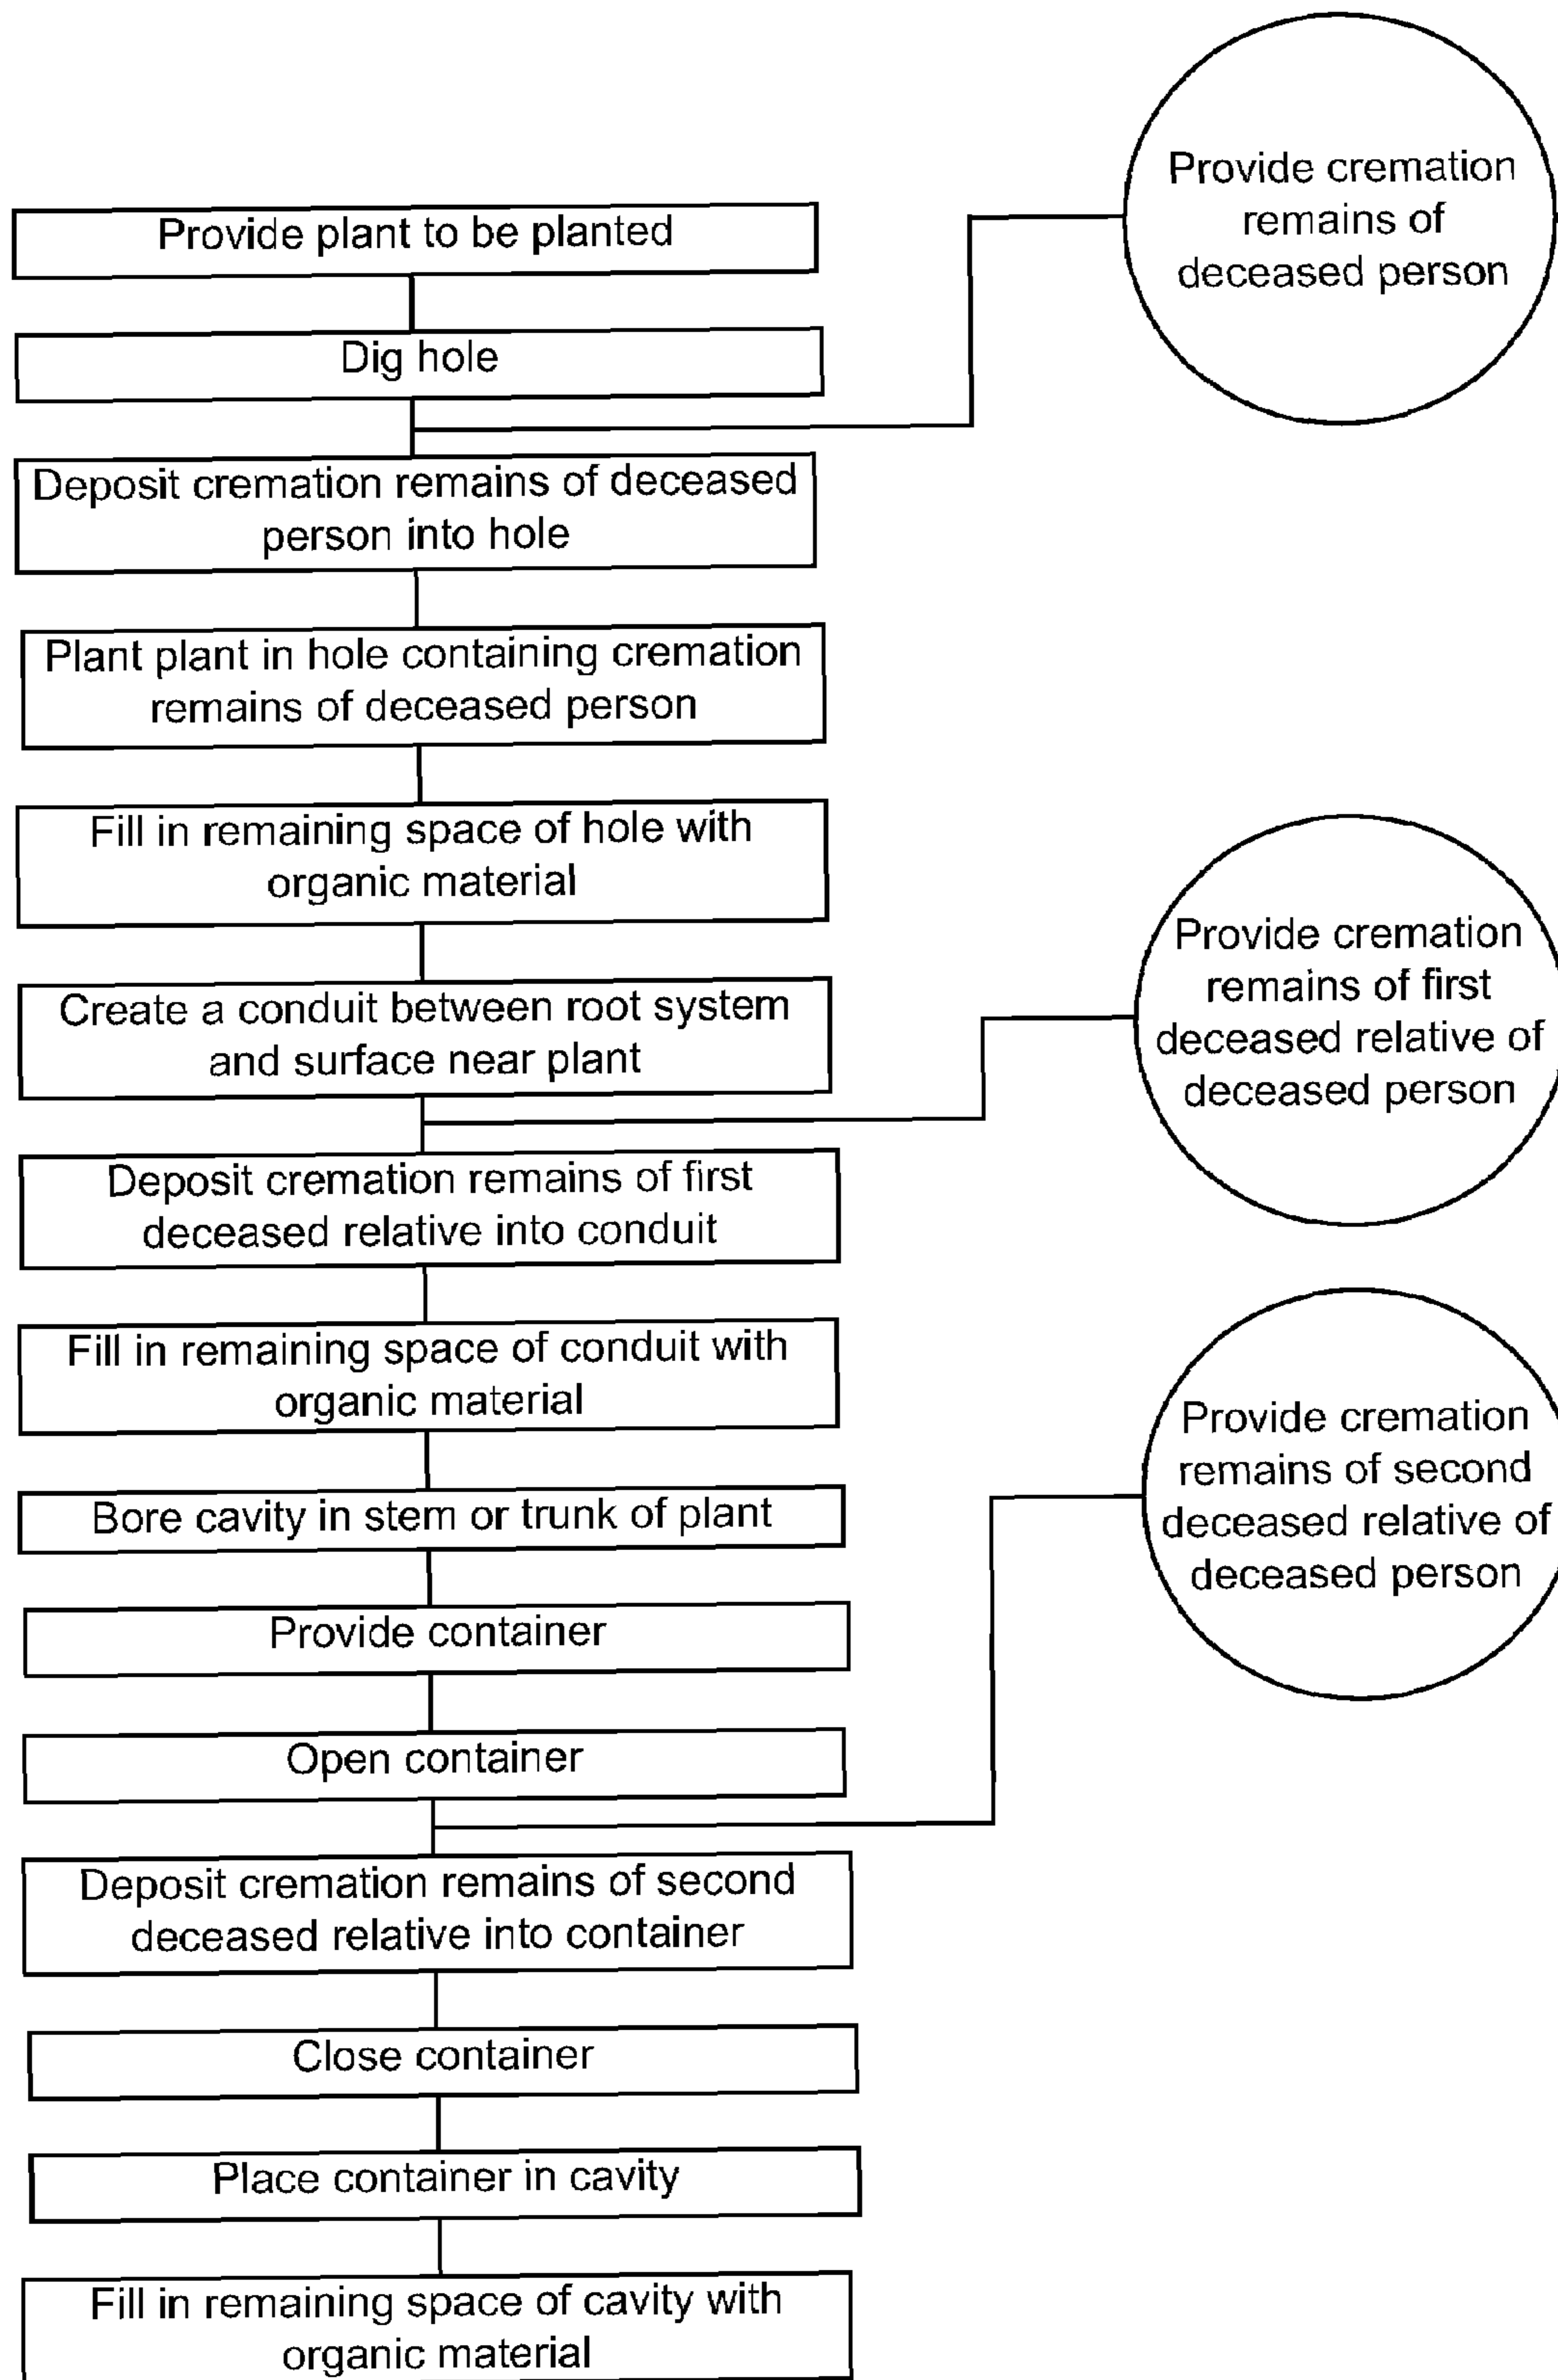 Provide cremation
remains of
deceased person
Provide plant to be planted
Dig hole
Deposit cremation remains of deceased
person into hole
Plant plant in hole containing cremation
remains of deceased person
Fill in remaining space of hole with
organic material
Create a conduit between root system
and surface near plant
Provide cremation
remains of first
deceased relative of
deceased person
Deposit cremation remains of first
deceased relative into conduit
Fill in remaining space of conduit with
organic material
Provide cremation
remains of second
deceased relative of
deceased person
Bore cavity in stem or trunk of plant
Provide container
Open container
Deposit cremation remains of second
deceased relative into container
Close container
Place container in cavity
Fill in remaining space of cavity with
organic material